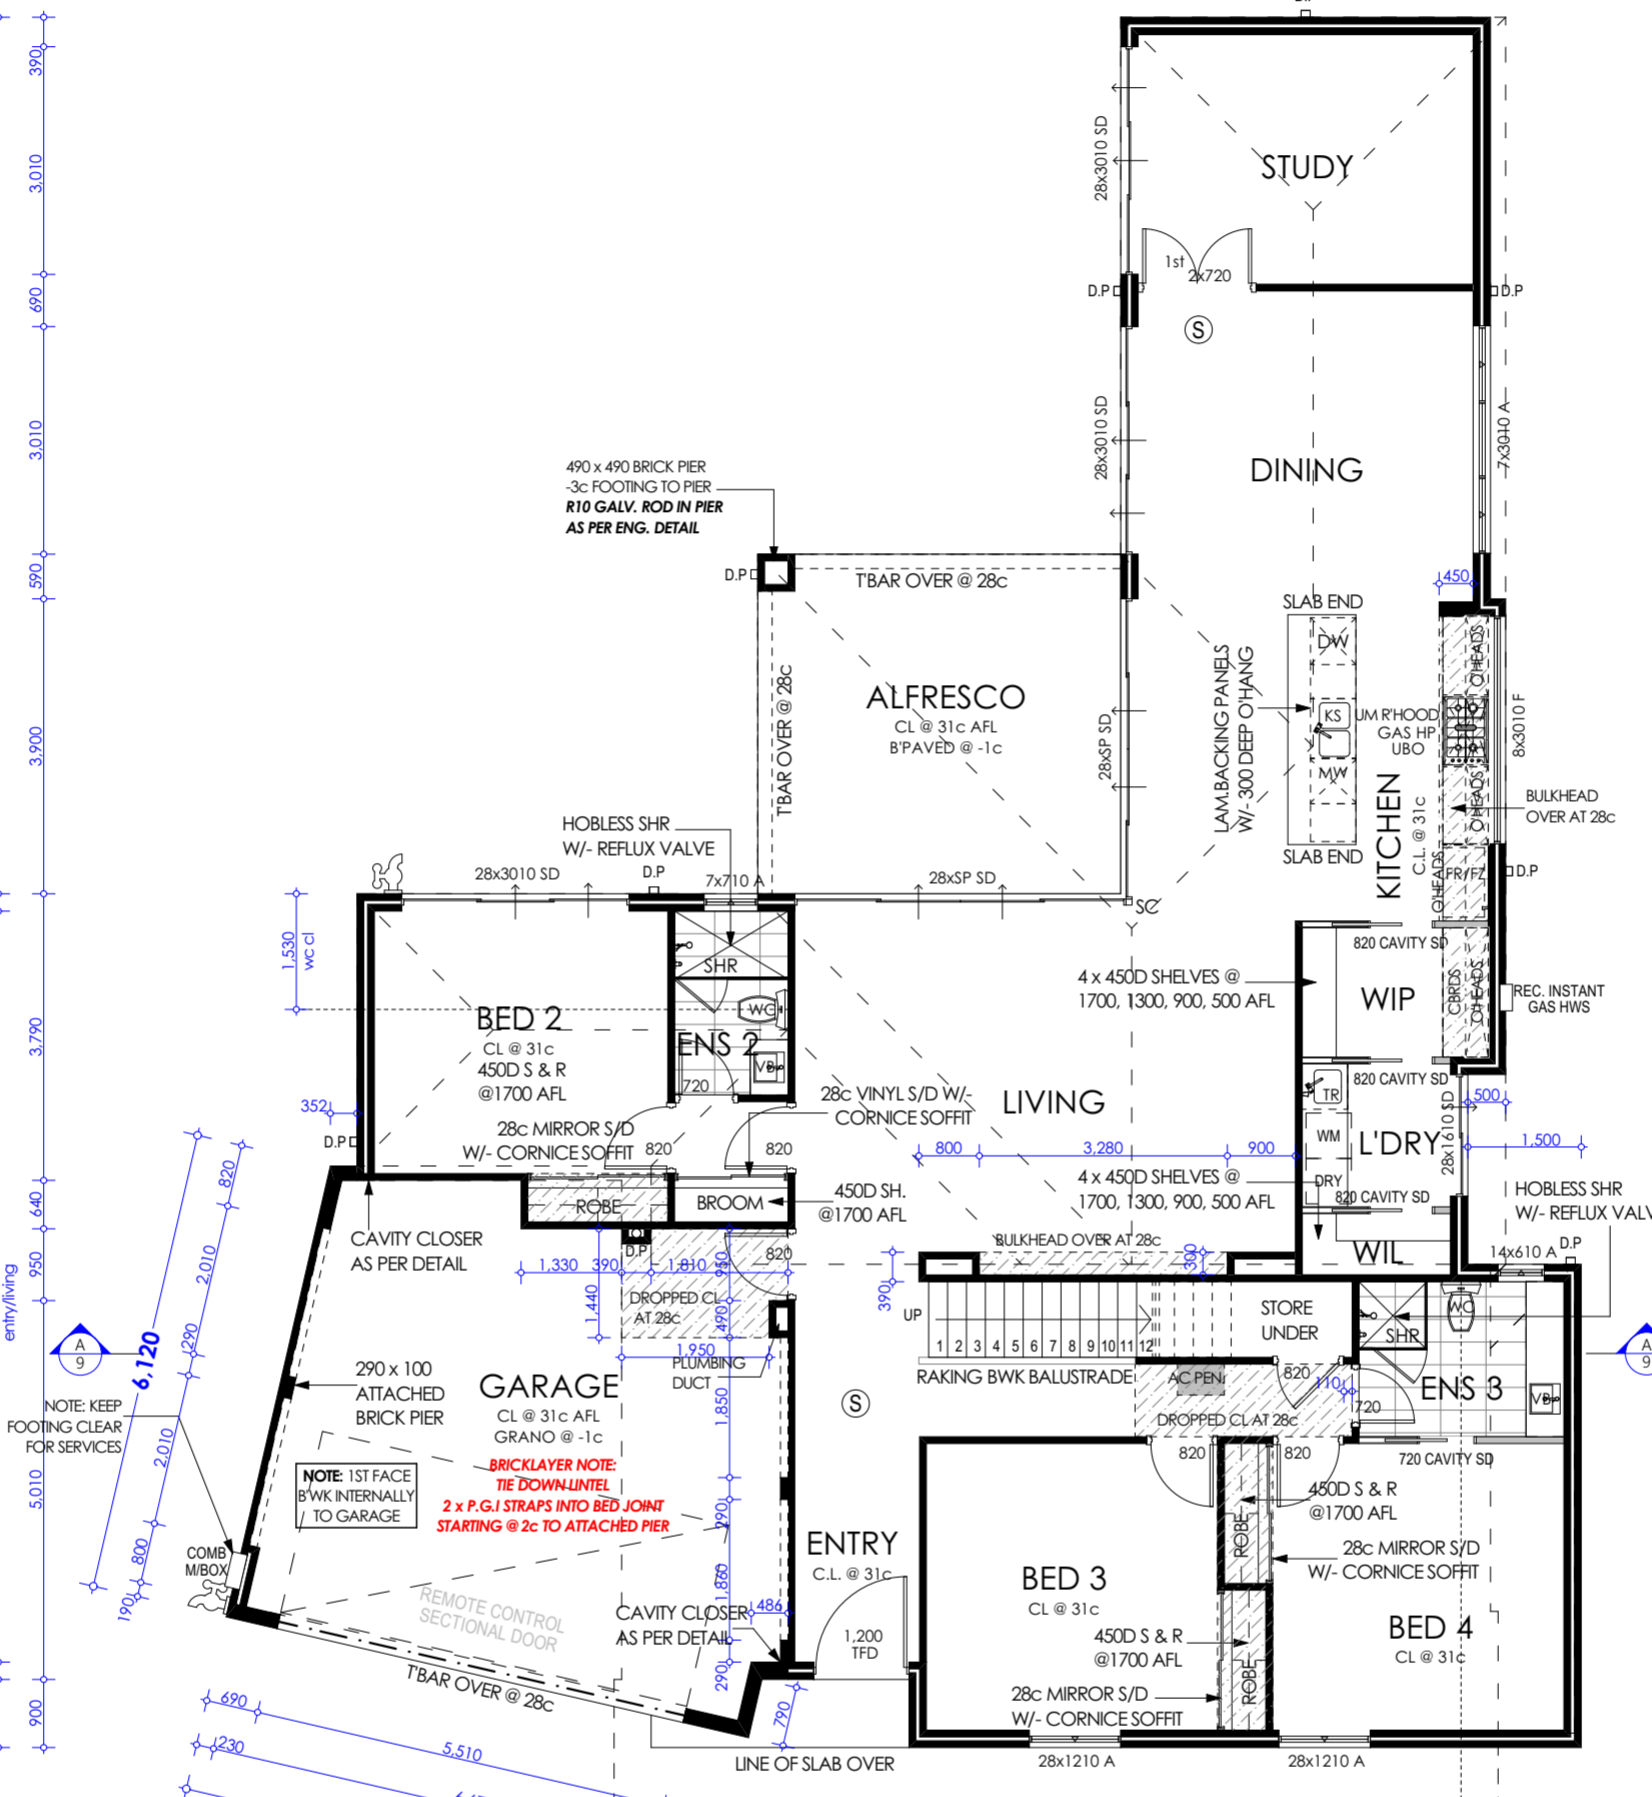 D.P
390
3,010
690
3,010
590
3,900
3,790
640
950
entry/living
5,010
900
STUDY
28x3010 SD
1st
2x720
D.P
D.P
S
28x3010 SD
DINING
7x3010 A
490 x 490 BRICK PIER
-3c FOOTING TO PIER
R10 GALV. ROD IN PIER
AS PER ENG. DETAIL
D.P
T'BAR OVER @ 28c
T'BAR OVER @ 28c
ALFRESCO
CL @ 31c AFL
B'PAVED @ -1c
28xSP SD
28xSP SD
450
SLAB END
DW
KS
MW
SLAB END
LAM.BACKING PANELS
W/- 300 DEEP O'HANG
UM R'HOOD
GAS HP
UBO
O'HEADS
O'HEADS
O'HEADS
KITCHEN
C.L. @ 31c
FR/FZ
8x3010 F
BULKHEAD
OVER AT 28c
D.P
HOBLESS SHR
W/- REFLUX VALVE
28x3010 SD
D.P
7x710 A
SC
1,530
wc cl
SHR
WC
ENS 2
VB
720
BED 2
CL @ 31c
450D S & R
@1700 AFL
28c MIRROR S/D
W/- CORNICE SOFFIT
820
820
352
D.P
ROBE
BROOM
450D SH.
@1700 AFL
28c VINYL S/D W/-
CORNICE SOFFIT
LIVING
4 x 450D SHELVES @
1700, 1300, 900, 500 AFL
820 CAVITY SD
WIP
CBRDS
O'HEADS
REC. INSTANT
GAS HWS
820 CAVITY SD
TR
WM
DRY
L'DRY
28x1610 SD
500
1,500
800
3,280
900
4 x 450D SHELVES @
1700, 1300, 900, 500 AFL
820 CAVITY SD
WIL
HOBLESS SHR
W/- REFLUX VALV
14x610 A
D.P
BULKHEAD OVER AT 28c
300
390
UP
1 2 3 4 5 6 7 8 9 10 11 12
STORE
UNDER
RAKING BWK BALUSTRADE
AC PEN
DROPPED CL AT 28c
820
110
720
SHR
WC
ENS 3
VB
720 CAVITY SD
A
9
A
9
CAVITY CLOSER
AS PER DETAIL
D.P
820
1,330
390
1,810
950
1,440
DROPPED CL
AT 28c
490
1,950
PLUMBING
DUCT
820
2,010
290
6,120
2,010
800
190
290 x 100
ATTACHED
BRICK PIER
NOTE: KEEP
FOOTING CLEAR
FOR SERVICES
GARAGE
CL @ 31c AFL
GRANO @ -1c
BRICKLAYER NOTE:
TIE DOWN LINTEL
2 x P.G.I STRAPS INTO BED JOINT
STARTING @ 2c TO ATTACHED PIER
NOTE: 1ST FACE
B'WK INTERNALLY
TO GARAGE
1,850
290
1,860
486
290
S
COMB
M/BOX
REMOTE CONTROL
SECTIONAL DOOR
T'BAR OVER @ 28c
CAVITY CLOSER
AS PER DETAIL
ENTRY
C.L. @ 31c
1,200
TFD
790
820
820
BED 3
CL @ 31c
ROBE
450D S & R
@1700 AFL
28c MIRROR S/D
W/- CORNICE SOFFIT
450D S & R
@1700 AFL
ROBE
28c MIRROR S/D
W/- CORNICE SOFFIT
BED 4
CL @ 31c
690
230
5,510
LINE OF SLAB OVER
28x1210 A
28x1210 A